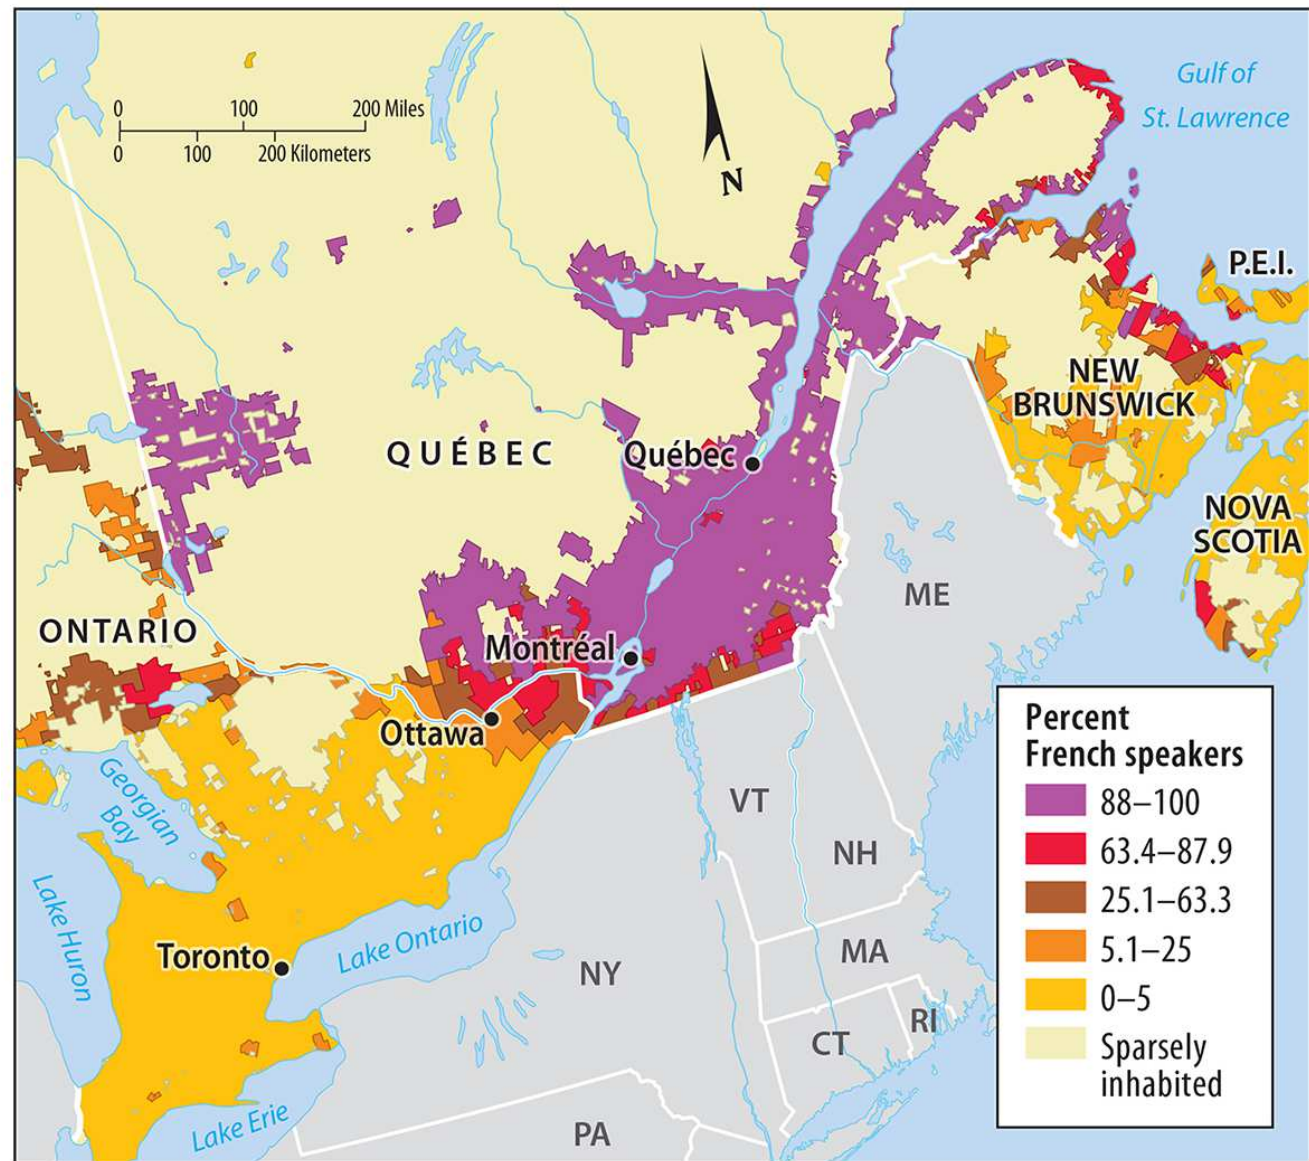 Gulf of
St. Lawrence
0 100 200 Miles
0 100 200 Kilometers
N
P.E.I.
NEW
BRUNSWICK
QUÉBEC
Québec
NOVA
SCOTIA
ME
ONTARIO
Montréal
Ottawa
Georgian
Bay
VT
NH
Lake Huron
Toronto
Lake Ontario
NY
MA
CT
RI
Lake Erie
PA
Percent
French speakers
88–100
63.4–87.9
25.1–63.3
5.1–25
0–5
Sparsely
inhabited